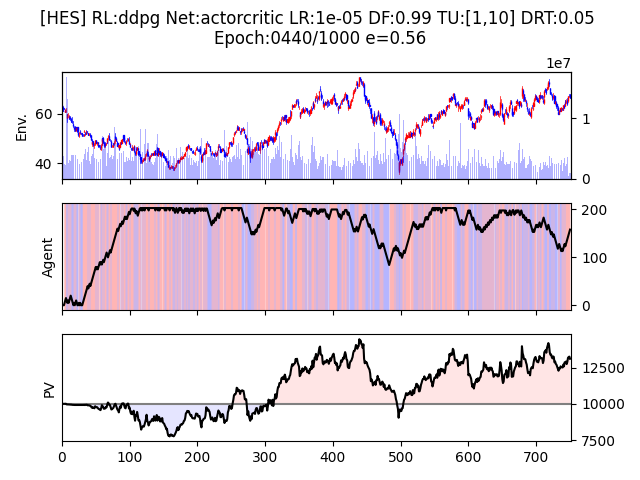 [HES] RL:ddpg Net:actorcritic LR:1e-05 DF:0.99 TU:[1,10] DRT:0.05
Epoch:0440/1000 e=0.56
1e7
Env.
60
40
1
0
Agent
200
100
0
PV
12500
10000
7500
0 100 200 300 400 500 600 700